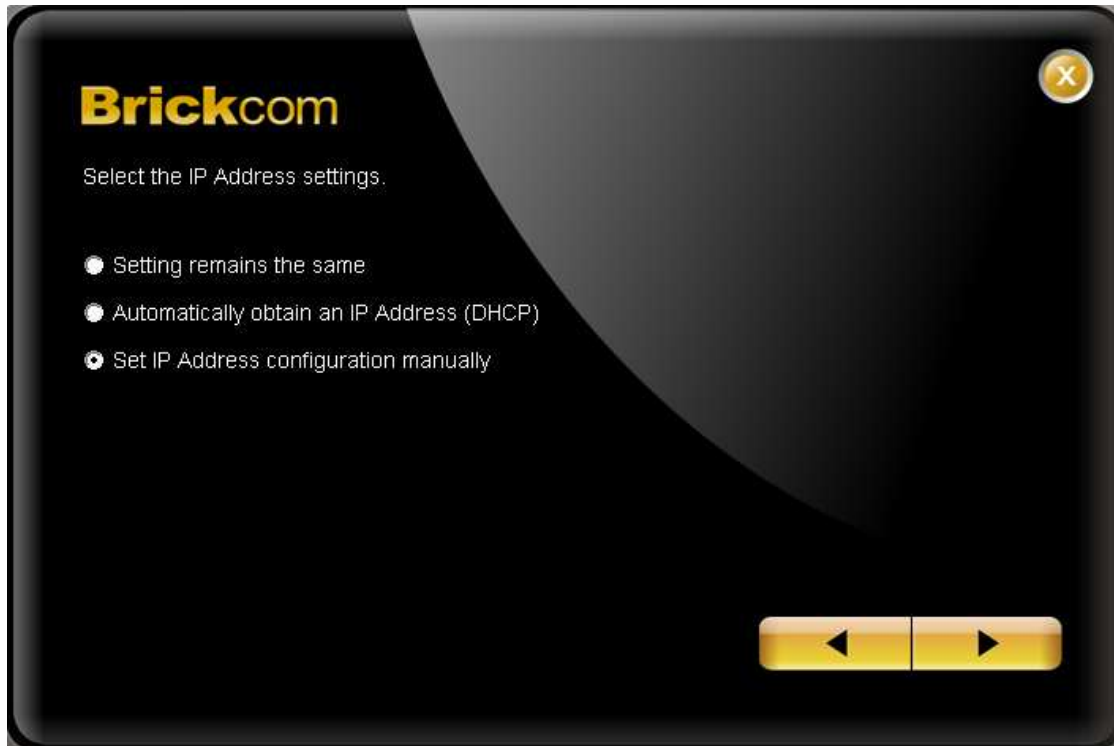 Brickcom
X
Select the IP Address settings.
Setting remains the same
Automatically obtain an IP Address (DHCP)
Set IP Address configuration manually